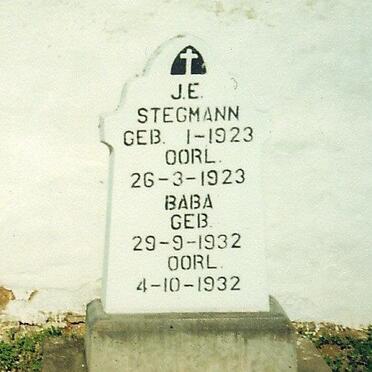 J.E.
STEGMANN
GEB. 1-1923
OORL.
26-3-1923
BABA
GEB.
29-9-1932
OORL.
4-10-1932